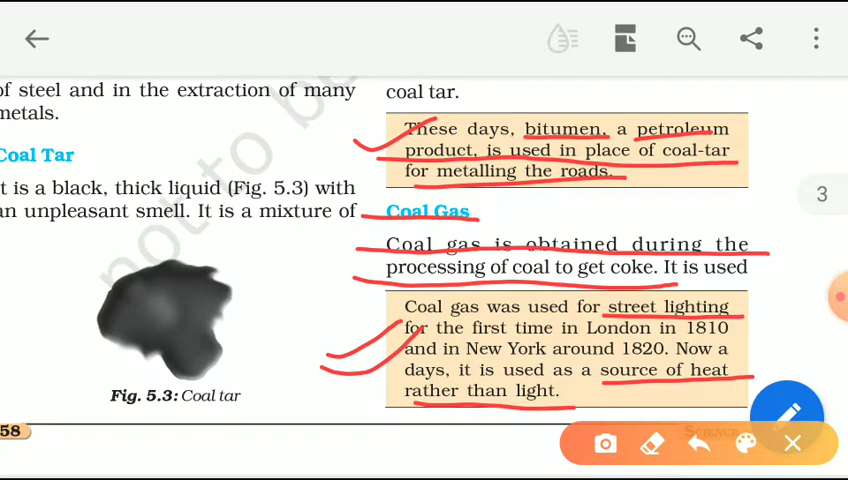 of steel and in the extraction of many
metals.
Coal Tar
t is a black, thick liquid (Fig. 5.3) with
an unpleasant smell. It is a mixture of
not to be
Fig. 5.3: Coal tar
58
coal tar.
These days, bitumen, a petroleum
product, is used in place of coal-tar
for metalling the roads.
Coal Gas
Coal gas is obtained during the
processing of coal to get coke. It is used
Coal gas was used for street lighting
for the first time in London in 1810
and in New York around 1820. Now a
days, it is used as a source of heat
rather than light.
SCIENCE
3